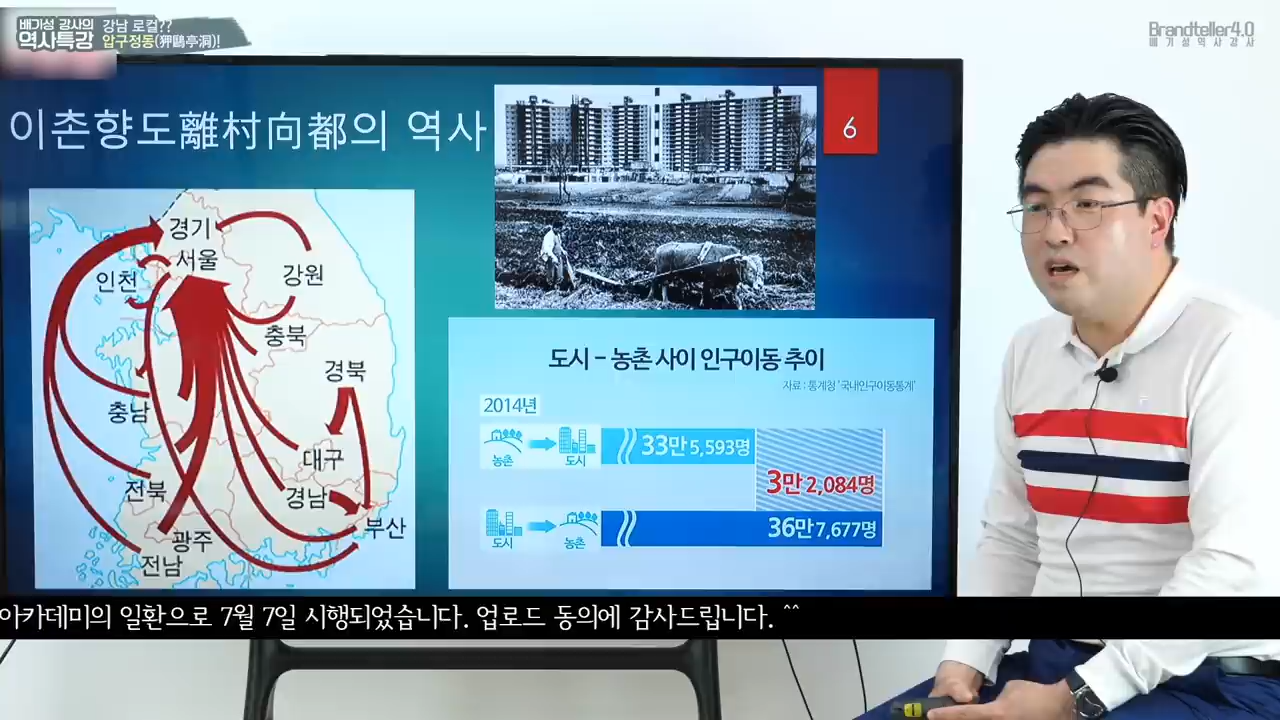 배기성 강사의
역사특강
강남 로컬??
압구정동(狎鷗亭洞)!
Brandteller4.0
배기성역사강사
이촌향도離村向都의 역사
6
경기
서울
인천
강원
충북
경북
충남
대구
전북
경남
부산
광주
전남
도시 - 농촌 사이 인구이동 추이
자료 : 통계청 '국내인구이동통계'
2014년
농촌
도시
33만 5,593명
3만 2,084명
도시
농촌
36만 7,677명
아카데미의 일환으로 7월 7일 시행되었습니다. 업로드 동의에 감사드립니다. ^^